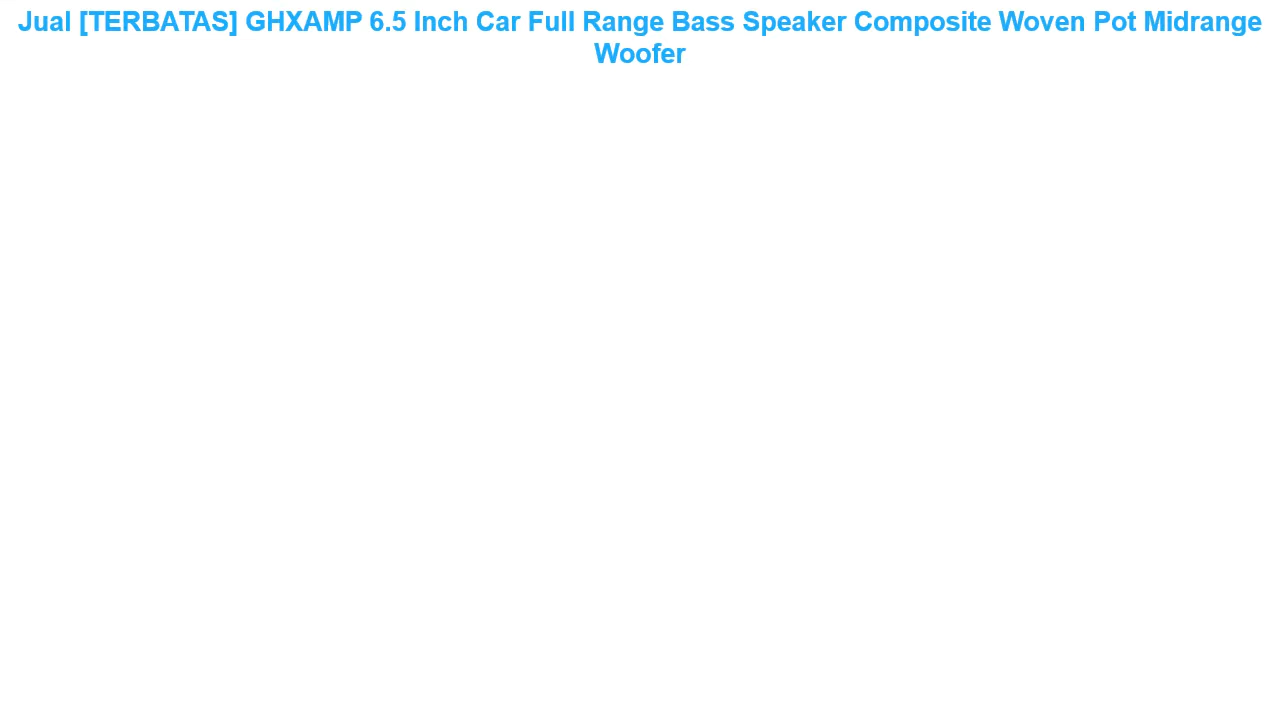 Jual [TERBATAS] GHXAMP 6.5 Inch Car Full Range Bass Speaker Composite Woven Pot Midrange
Woofer